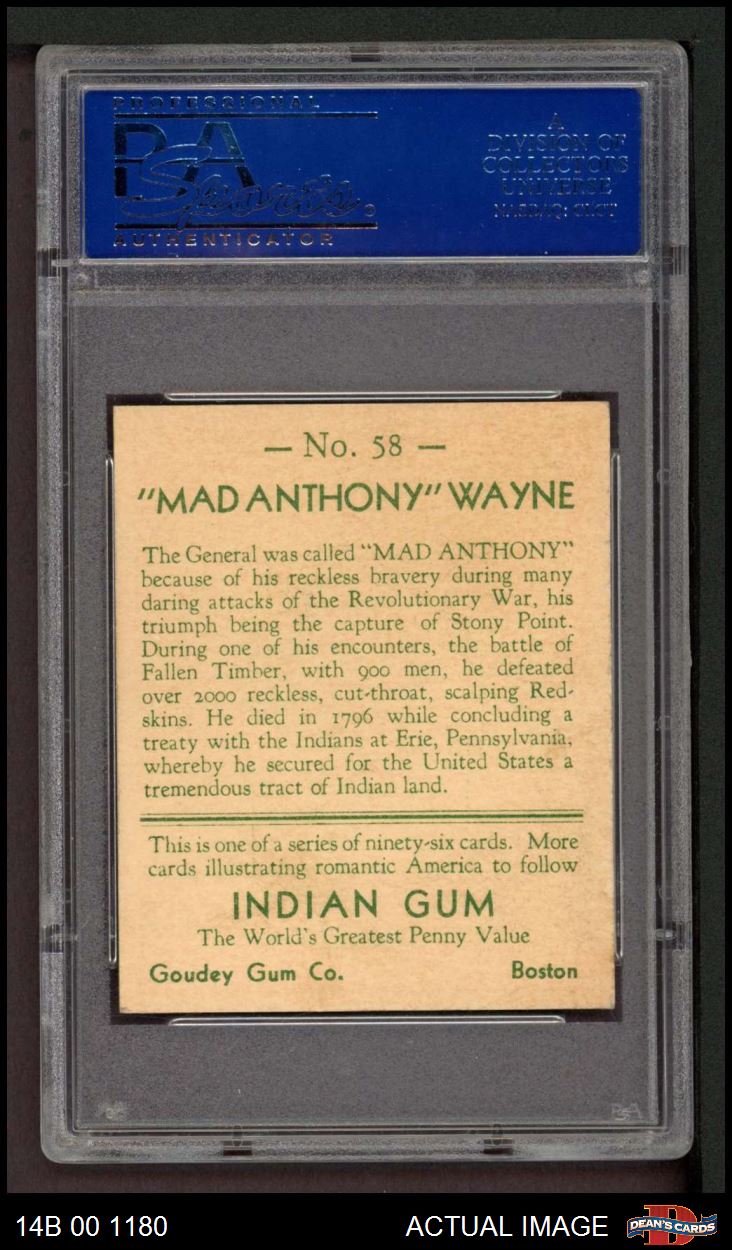 PROFESSIONAL
PSA
Sports
AUTHENTICATOR
A
DIVISION OF
COLLECTORS
UNIVERSE
NASDAQ: CLCT
— No. 58 —
"MAD ANTHONY" WAYNE
The General was called "MAD ANTHONY"
because of his reckless bravery during many
daring attacks of the Revolutionary War, his
triumph being the capture of Stony Point.
During one of his encounters, the battle of
Fallen Timber, with 900 men, he defeated
over 2000 reckless, cut-throat, scalping Red-
skins. He died in 1796 while concluding a
treaty with the Indians at Erie, Pennsylvania,
whereby he secured for the United States a
tremendous tract of Indian land.
This is one of a series of ninety-six cards. More
cards illustrating romantic America to follow
INDIAN GUM
The World's Greatest Penny Value
Goudey Gum Co. Boston
PSA
14B 00 1180 ACTUAL IMAGE DEAN'S CARDS